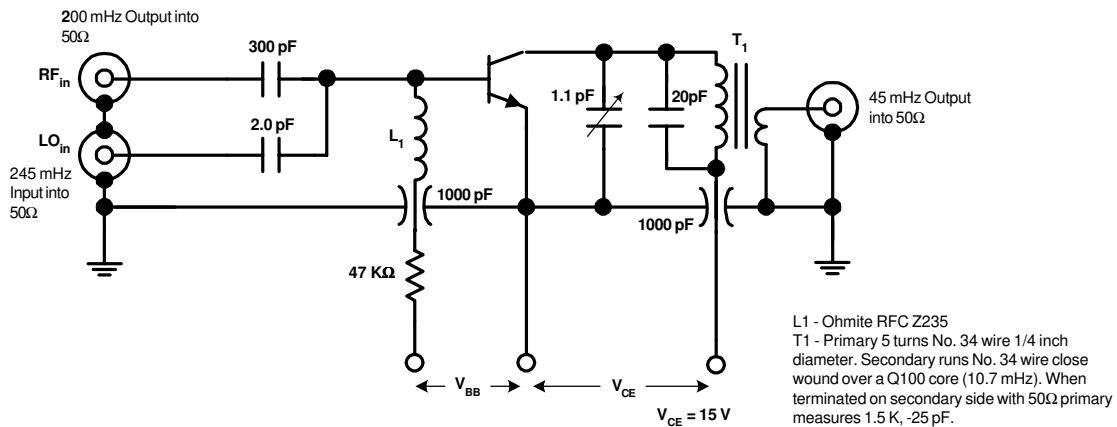 200 mHz Output into
50Ω
RF in
300 pF
LO in
2.0 pF
245 mHz
Input into
50Ω
L1
1000 pF
47 KΩ
1.1 pF
20pF
T1
1000 pF
45 mHz Output
into 50Ω
VBB
VCE
VCE = 15 V
L1 - Ohmite RFC Z235
T1 - Primary 5 turns No. 34 wire 1/4 inch
diameter. Secondary runs No. 34 wire close
wound over a Q100 core (10.7 mHz). When
terminated on secondary side with 50Ω primary
measures 1.5 K, -25 pF.